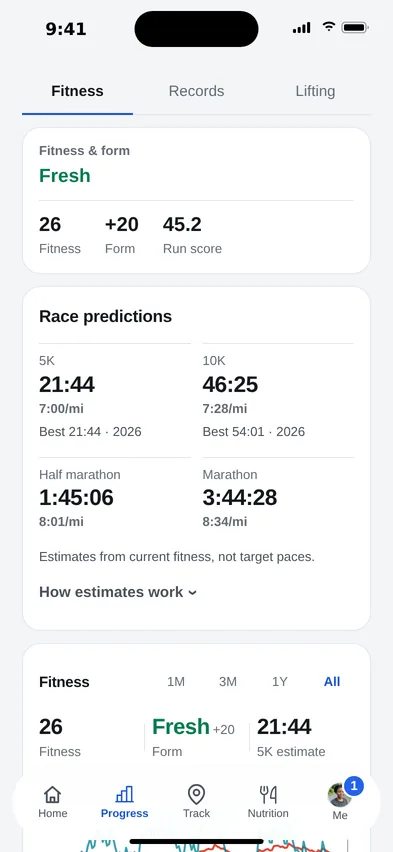 9:41
Fitness Records Lifting
Fitness & form
Fresh
26 +20 45.2
Fitness Form Run score
Race predictions
5K 10K
21:44 46:25
7:00/mi 7:28/mi
Best 21:44 · 2026 Best 54:01 · 2026
Half marathon Marathon
1:45:06 3:44:28
8:01/mi 8:34/mi
Estimates from current fitness, not target paces.
How estimates work
Fitness 1M 3M 1Y All
26 Fresh +20 21:44
Fitness Form 5K estimate
1
Home Progress Track Nutrition Me